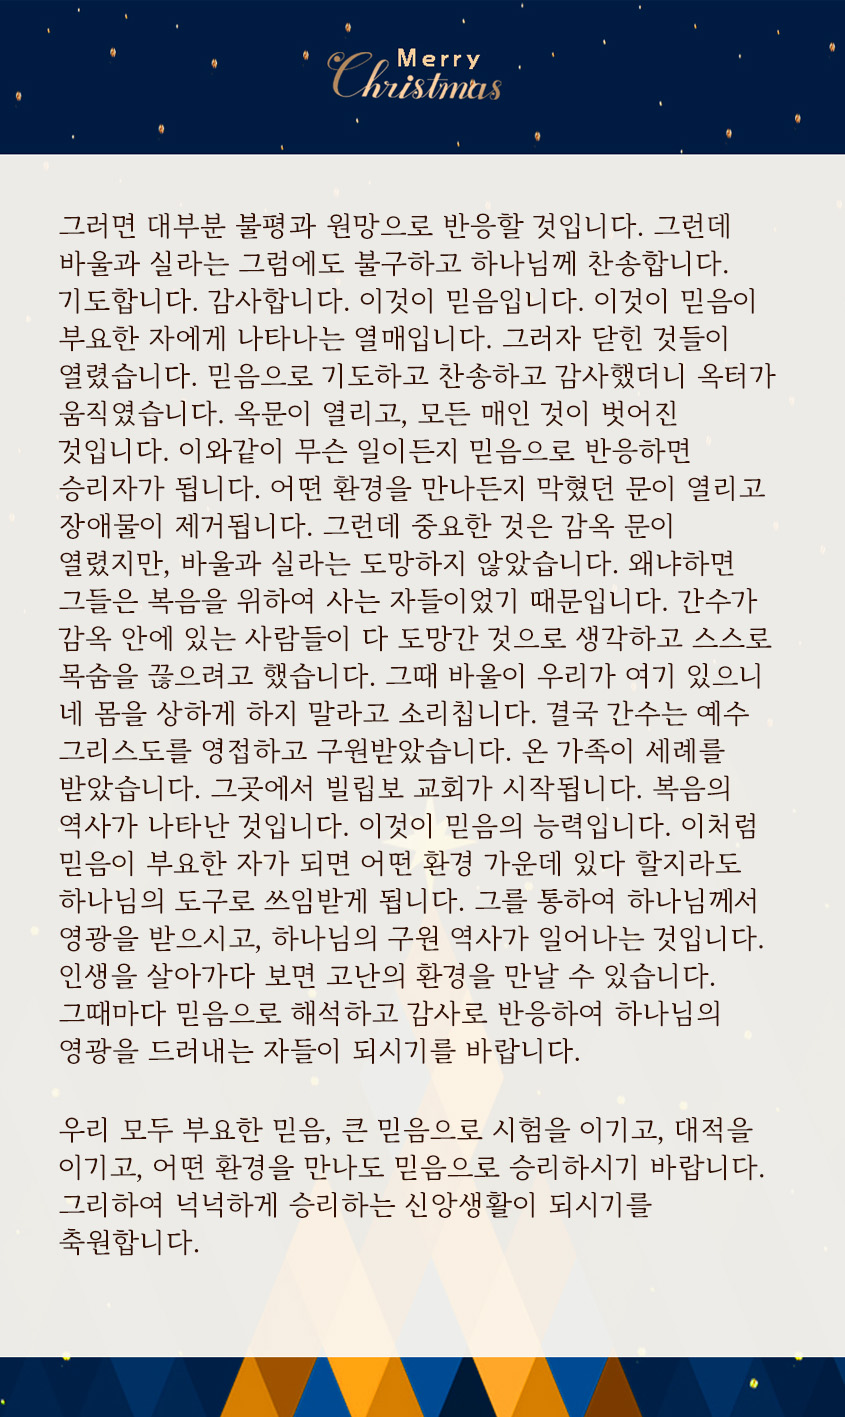 Merry
Christmas
그러면 대부분 불평과 원망으로 반응할 것입니다. 그런데
바울과 실라는 그럼에도 불구하고 하나님께 찬송합니다.
기도합니다. 감사합니다. 이것이 믿음입니다. 이것이 믿음이
부요한 자에게 나타나는 열매입니다. 그러자 닫힌 것들이
열렸습니다. 믿음으로 기도하고 찬송하고 감사했더니 옥터가
움직였습니다. 옥문이 열리고, 모든 매인 것이 벗어진
것입니다. 이와같이 무슨 일이든지 믿음으로 반응하면
승리자가 됩니다. 어떤 환경을 만나든지 막혔던 문이 열리고
장애물이 제거됩니다. 그런데 중요한 것은 감옥 문이
열렸지만, 바울과 실라는 도망하지 않았습니다. 왜냐하면
그들은 복음을 위하여 사는 자들이었기 때문입니다. 간수가
감옥 안에 있는 사람들이 다 도망간 것으로 생각하고 스스로
목숨을 끊으려고 했습니다. 그때 바울이 우리가 여기 있으니
네 몸을 상하게 하지 말라고 소리칩니다. 결국 간수는 예수
그리스도를 영접하고 구원받았습니다. 온 가족이 세례를
받았습니다. 그곳에서 빌립보 교회가 시작됩니다. 복음의
역사가 나타난 것입니다. 이것이 믿음의 능력입니다. 이처럼
믿음이 부요한 자가 되면 어떤 환경 가운데 있다 할지라도
하나님의 도구로 쓰임받게 됩니다. 그를 통하여 하나님께서
영광을 받으시고, 하나님의 구원 역사가 일어나는 것입니다.
인생을 살아가다 보면 고난의 환경을 만날 수 있습니다.
그때마다 믿음으로 해석하고 감사로 반응하여 하나님의
영광을 드러내는 자들이 되시기를 바랍니다.
우리 모두 부요한 믿음, 큰 믿음으로 시험을 이기고, 대적을
이기고, 어떤 환경을 만나도 믿음으로 승리하시기 바랍니다.
그리하여 넉넉하게 승리하는 신앙생활이 되시기를
축원합니다.